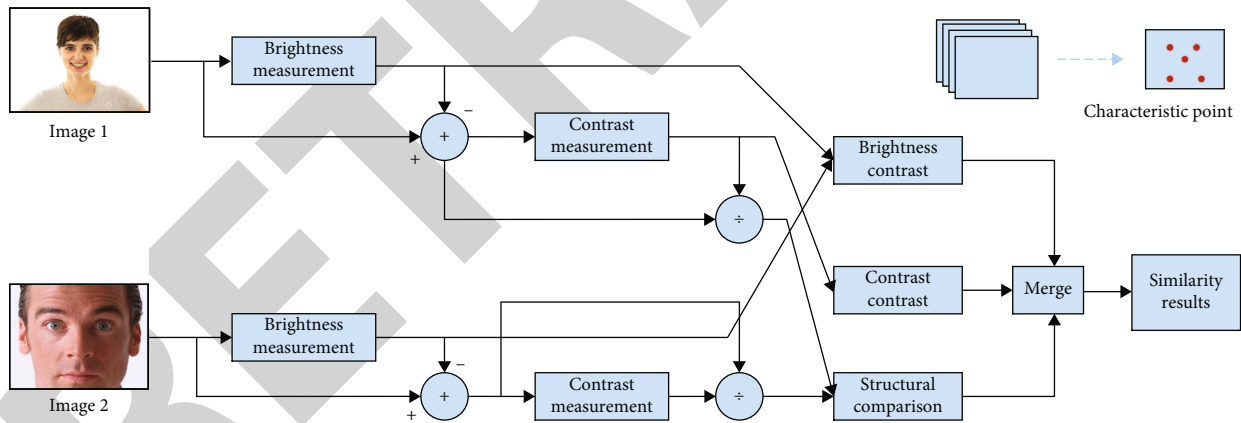 Image 1
Brightness
measurement
−
+
+
Contrast
measurement
÷
Image 2
Brightness
measurement
−
+
+
Contrast
measurement
÷
Brightness
contrast
Contrast
contrast
Structural
comparison
Merge
Similarity
results
Characteristic point